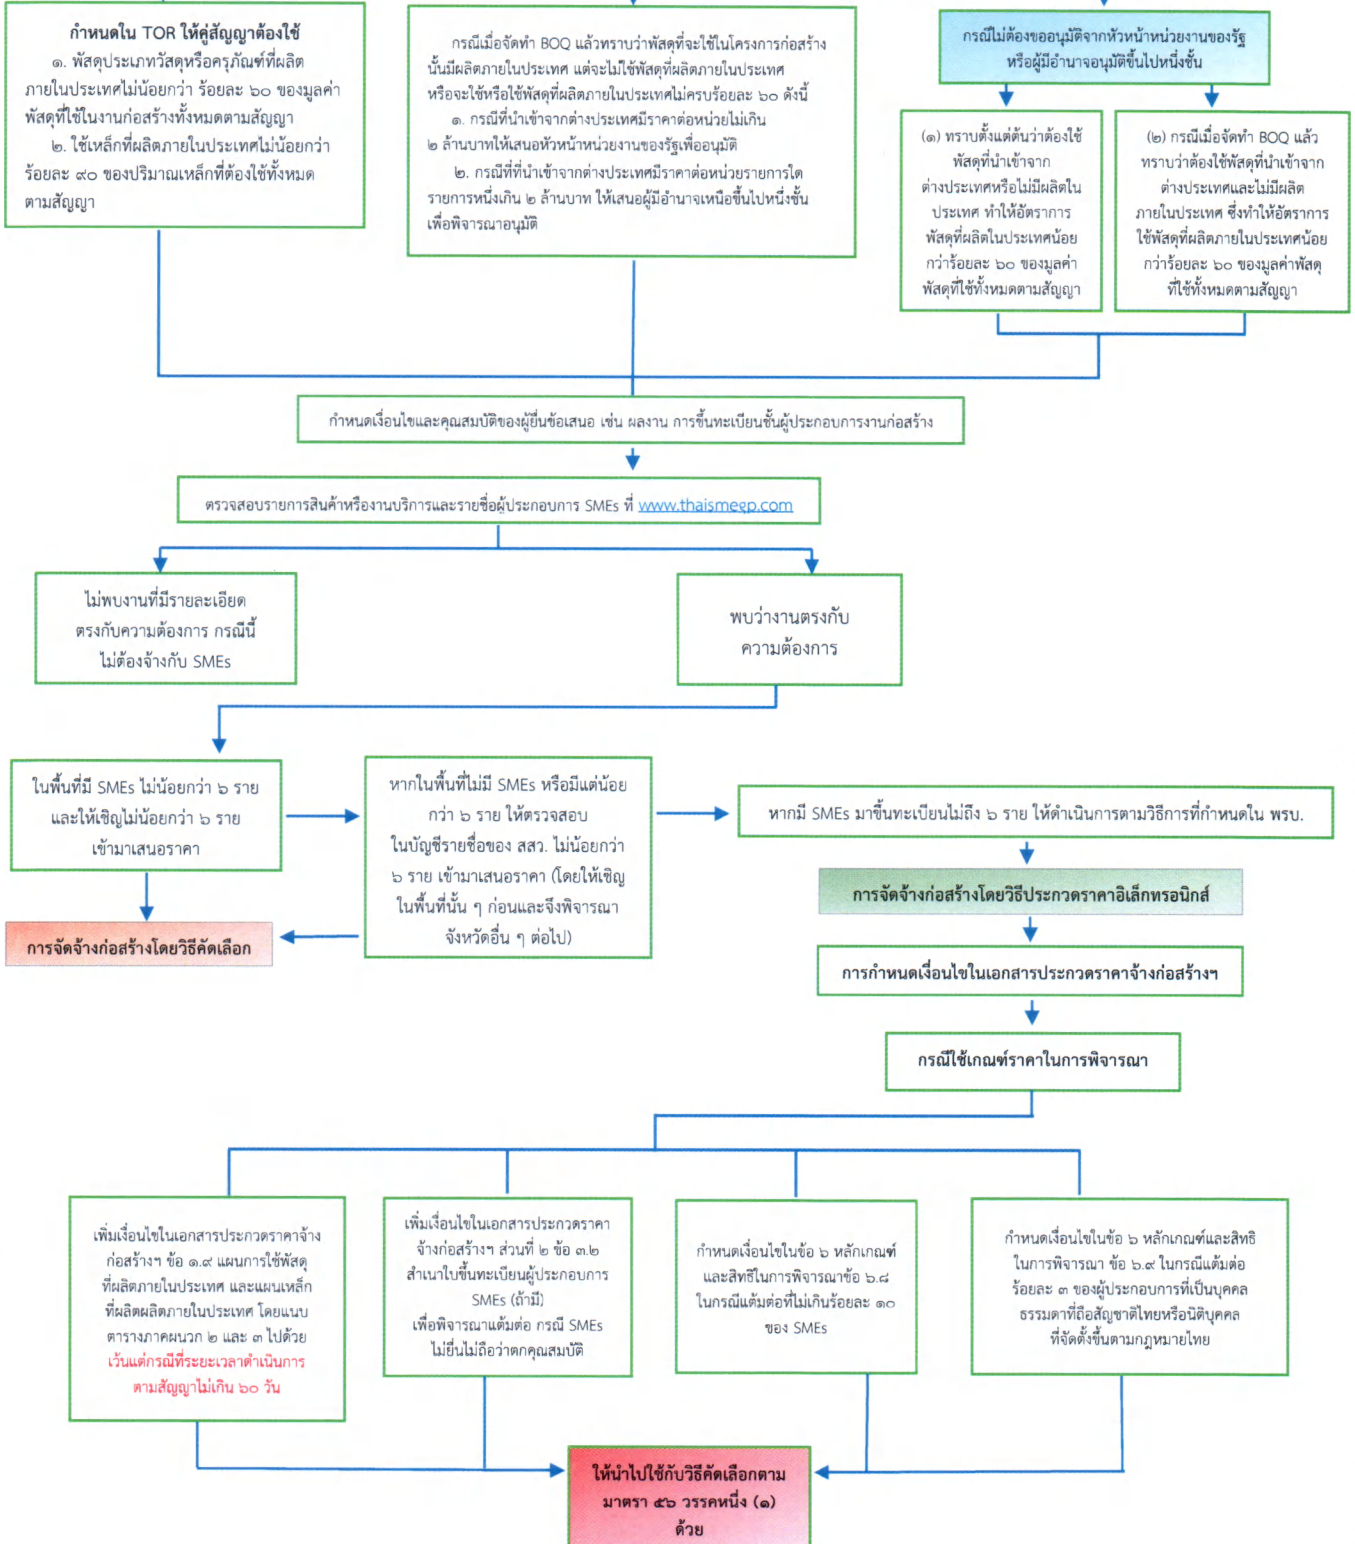 กำหนดใน TOR ให้คู่สัญญาต้องใช้
๑. พัสดุประเภทวัสดุหรือครุภัณฑ์ที่ผลิต
ภายในประเทศไม่น้อยกว่า ร้อยละ ๖๐ ของมูลค่า
พัสดุที่ใช้ในงานก่อสร้างทั้งหมดตามสัญญา
๒. ใช้เหล็กที่ผลิตภายในประเทศไม่น้อยกว่า
ร้อยละ ๙๐ ของปริมาณเหล็กที่ต้องใช้ทั้งหมด
ตามสัญญา
กรณีเมื่อจัดทำ BOQ แล้วทราบว่าพัสดุที่จะใช้ในโครงการก่อสร้าง
นั้นมีผลิตภายในประเทศ แต่จะไม่ใช้พัสดุที่ผลิตภายในประเทศ
หรือจะใช้หรือใช้พัสดุที่ผลิตภายในประเทศไม่ครบร้อยละ ๖๐ ดังนี้
๑. กรณีที่นำเข้าจากต่างประเทศมีราคาต่อหน่วยไม่เกิน
๒ ล้านบาทให้เสนอหัวหน้าหน่วยงานของรัฐเพื่ออนุมัติ
๒. กรณีที่ที่นำเข้าจากต่างประเทศมีราคาต่อหน่วยรายการใด
รายการหนึ่งเกิน ๒ ล้านบาท ให้เสนอผู้มีอำนาจเหนือขึ้นไปหนึ่งชั้น
เพื่อพิจารณาอนุมัติ
กรณีไม่ต้องขออนุมัติจากหัวหน้าหน่วยงานของรัฐ
หรือผู้มีอำนาจอนุมัติขึ้นไปหนึ่งชั้น
(๑) ทราบตั้งแต่ต้นว่าต้องใช้
พัสดุที่นำเข้าจาก
ต่างประเทศหรือไม่มีผลิตใน
ประเทศ ทำให้อัตราการ
พัสดุที่ผลิตในประเทศน้อย
กว่าร้อยละ ๖๐ ของมูลค่า
พัสดุที่ใช้ทั้งหมดตามสัญญา
(๒) กรณีเมื่อจัดทำ BOQ แล้ว
ทราบว่าต้องใช้พัสดุที่นำเข้าจาก
ต่างประเทศและไม่มีผลิต
ภายในประเทศ ซึ่งทำให้อัตราการ
ใช้พัสดุที่ผลิตภายในประเทศน้อย
กว่าร้อยละ ๖๐ ของมูลค่าพัสดุ
ที่ใช้ทั้งหมดตามสัญญา
กำหนดเงื่อนไขและคุณสมบัติของผู้ยื่นข้อเสนอ เช่น ผลงาน การขึ้นทะเบียนชั้นผู้ประกอบการงานก่อสร้าง
ตรวจสอบรายการสินค้าหรืองานบริการและรายชื่อผู้ประกอบการ SMEs ที่ www.thaismegp.com
ไม่พบงานที่มีรายละเอียด
ตรงกับความต้องการ กรณีนี้
ไม่ต้องจ้างกับ SMEs
พบว่างานตรงกับ
ความต้องการ
ในพื้นที่มี SMEs ไม่น้อยกว่า ๖ ราย
และให้เชิญไม่น้อยกว่า ๖ ราย
เข้ามาเสนอราคา
หากในพื้นที่ไม่มี SMEs หรือมีแต่น้อย
กว่า ๖ ราย ให้ตรวจสอบ
ในบัญชีรายชื่อของ สสว. ไม่น้อยกว่า
๖ ราย เข้ามาเสนอราคา (โดยให้เชิญ
ในพื้นที่นั้น ๆ ก่อนและจึงพิจารณา
จังหวัดอื่น ๆ ต่อไป)
หากมี SMEs มาขึ้นทะเบียนไม่ถึง ๖ ราย ให้ดำเนินการตามวิธีการที่กำหนดใน พรบ.
การจัดจ้างก่อสร้างโดยวิธีคัดเลือก
การจัดจ้างก่อสร้างโดยวิธีประกวดราคาอิเล็กทรอนิกส์
การกำหนดเงื่อนไขในเอกสารประกวดราคาจ้างก่อสร้างฯ
กรณีใช้เกณฑ์ราคาในการพิจารณา
เพิ่มเงื่อนไขในเอกสารประกวดราคาจ้าง
ก่อสร้างฯ ข้อ ๑.๙ แผนการใช้พัสดุ
ที่ผลิตภายในประเทศ และแผนเหล็ก
ที่ผลิตผลิตภายในประเทศ โดยแนบ
ตารางภาคผนวก ๒ และ ๓ ไปด้วย
เว้นแต่กรณีที่ระยะเวลาดำเนินการ
ตามสัญญาไม่เกิน ๖๐ วัน
เพิ่มเงื่อนไขในเอกสารประกวดราคา
จ้างก่อสร้างฯ ส่วนที่ ๒ ข้อ ๓.๒
สำเนาใบขึ้นทะเบียนผู้ประกอบการ
SMEs (ถ้ามี)
เพื่อพิจารณาแต้มต่อ กรณี SMEs
ไม่ยื่นไม่ถือว่าตกคุณสมบัติ
กำหนดเงื่อนไขในข้อ ๖ หลักเกณฑ์
และสิทธิในการพิจารณาข้อ ๖.๘
ในกรณีแต้มต่อที่ไม่เกินร้อยละ ๑๐
ของ SMEs
กำหนดเงื่อนไขในข้อ ๖ หลักเกณฑ์และสิทธิ
ในการพิจารณา ข้อ ๖.๙ ในกรณีแต้มต่อ
ร้อยละ ๓ ของผู้ประกอบการที่เป็นบุคคล
ธรรมดาที่ถือสัญชาติไทยหรือนิติบุคคล
ที่จัดตั้งขึ้นตามกฎหมายไทย
ให้นำไปใช้กับวิธีคัดเลือกตาม
มาตรา ๕๖ วรรคหนึ่ง (๑)
ด้วย